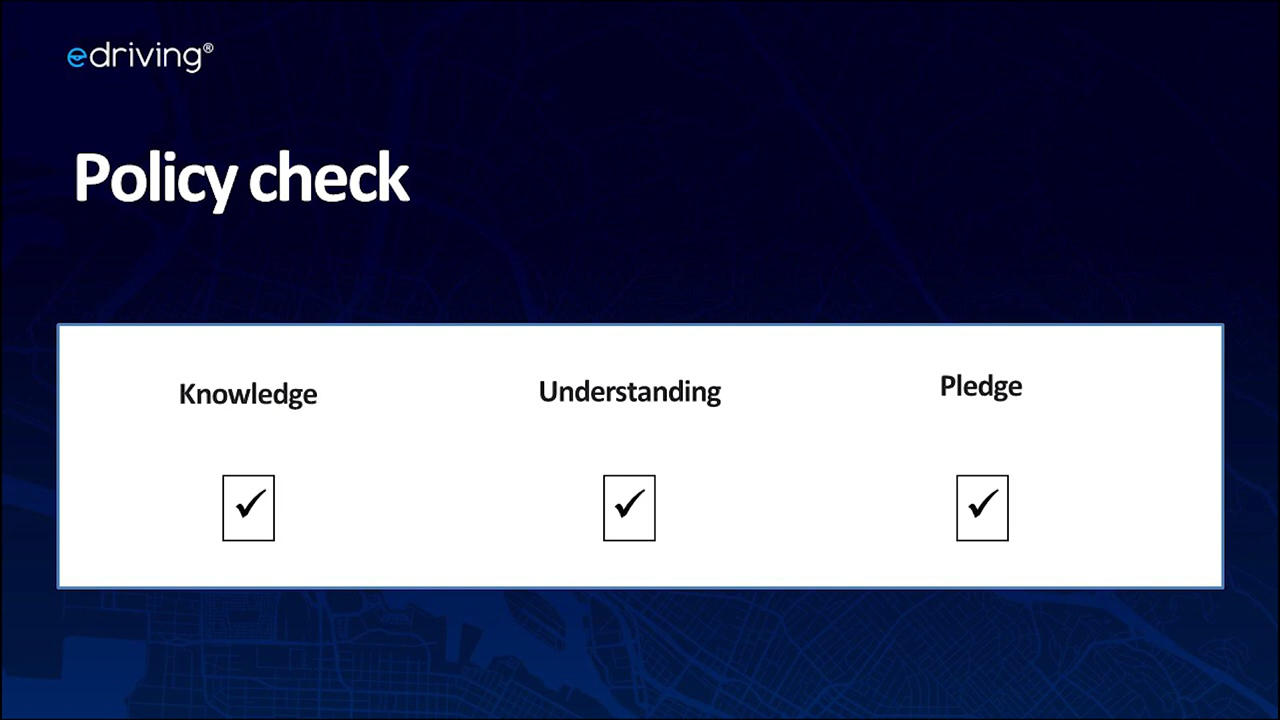 edriving®
Policy check
Knowledge Understanding Pledge
✓ ✓ ✓